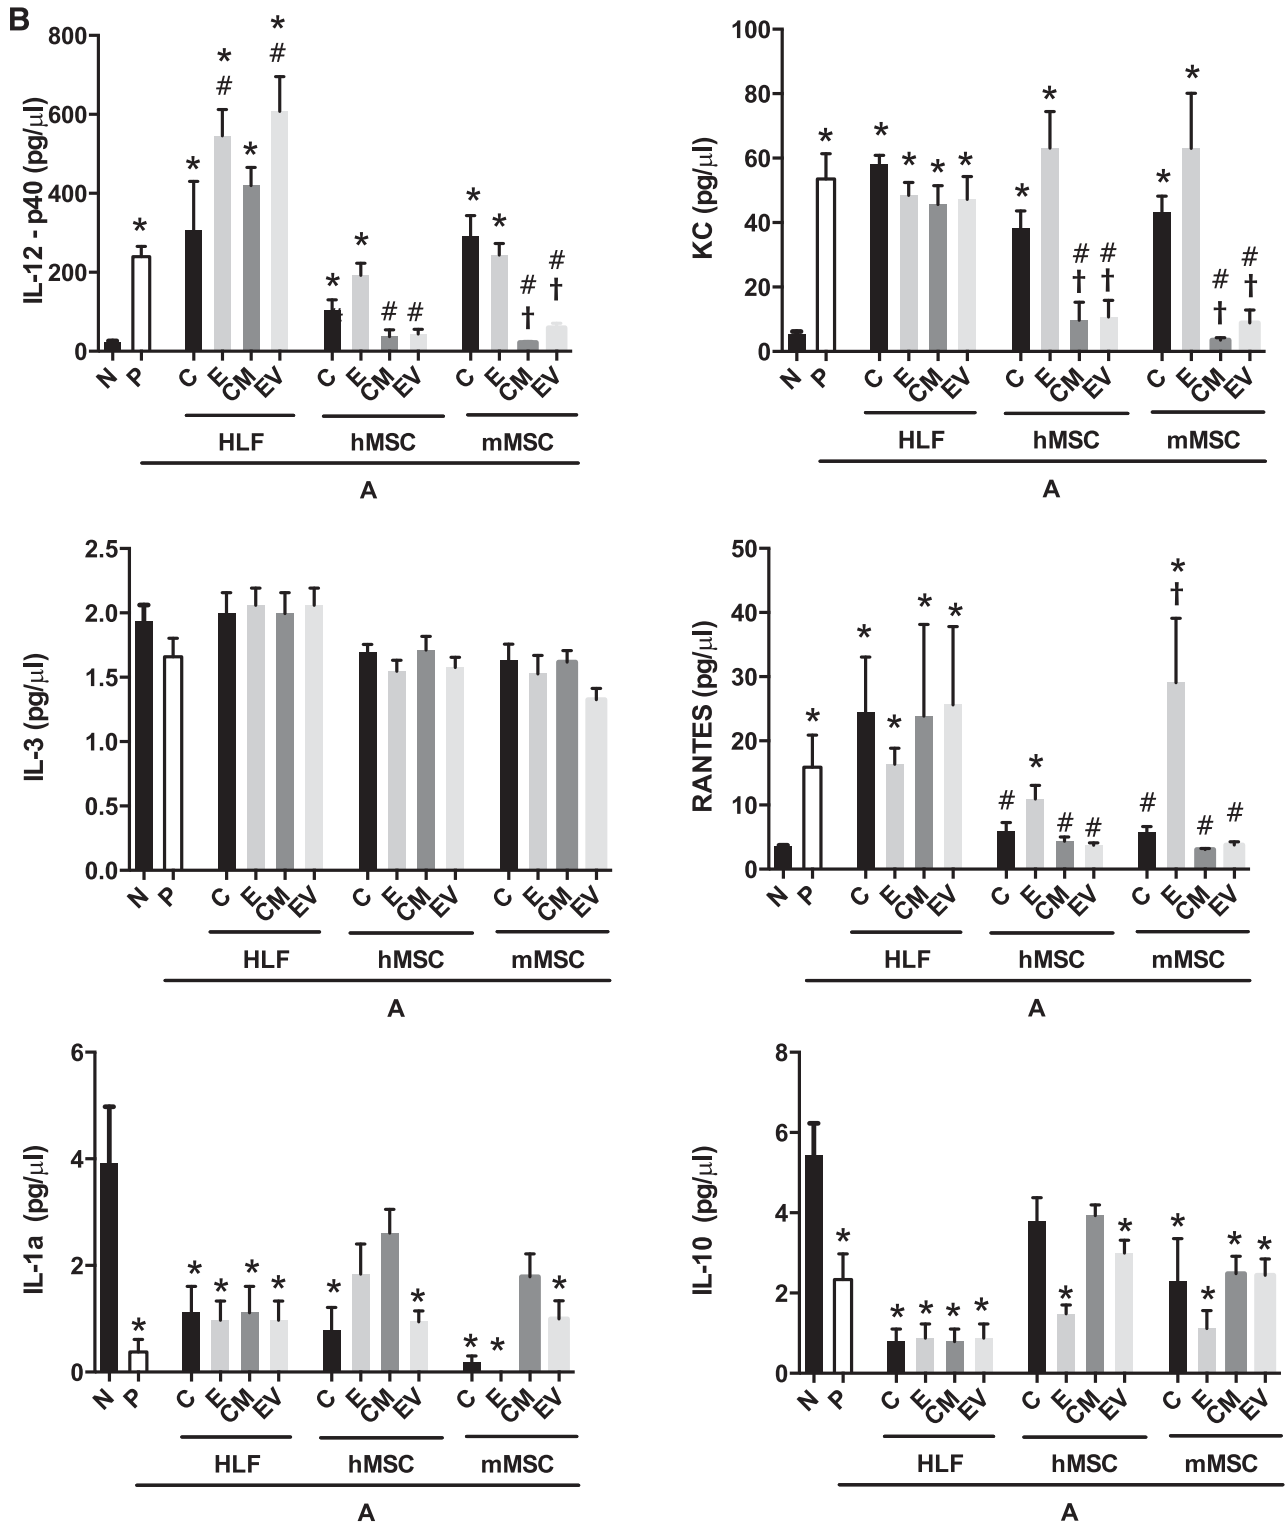 B
IL-12 - p40 (pg/μl)
800
600
400
200
0
* * # * # * * # * * * # # * * # † # †
N P C E CM EV C E CM EV C E CM EV
HLF hMSC mMSC
A
KC (pg/μl)
100
80
60
40
20
0
* * * * * * * # † # † * * # † # †
N P C E CM EV C E CM EV C E CM EV
HLF hMSC mMSC
A
IL-3 (pg/μl)
2.5
2.0
1.5
1.0
0.5
0.0
N P C E CM EV C E CM EV C E CM EV
HLF hMSC mMSC
A
RANTES (pg/μl)
50
40
30
20
10
0
* * * * * # * # # # * † # #
N P C E CM EV C E CM EV C E CM EV
HLF hMSC mMSC
A
IL-1a (pg/μl)
6
4
2
0
* * * * * * * * * *
N P C E CM EV C E CM EV C E CM EV
HLF hMSC mMSC
A
IL-10 (pg/μl)
8
6
4
2
0
* * * * * * * * * * *
N P C E CM EV C E CM EV C E CM EV
HLF hMSC mMSC
A